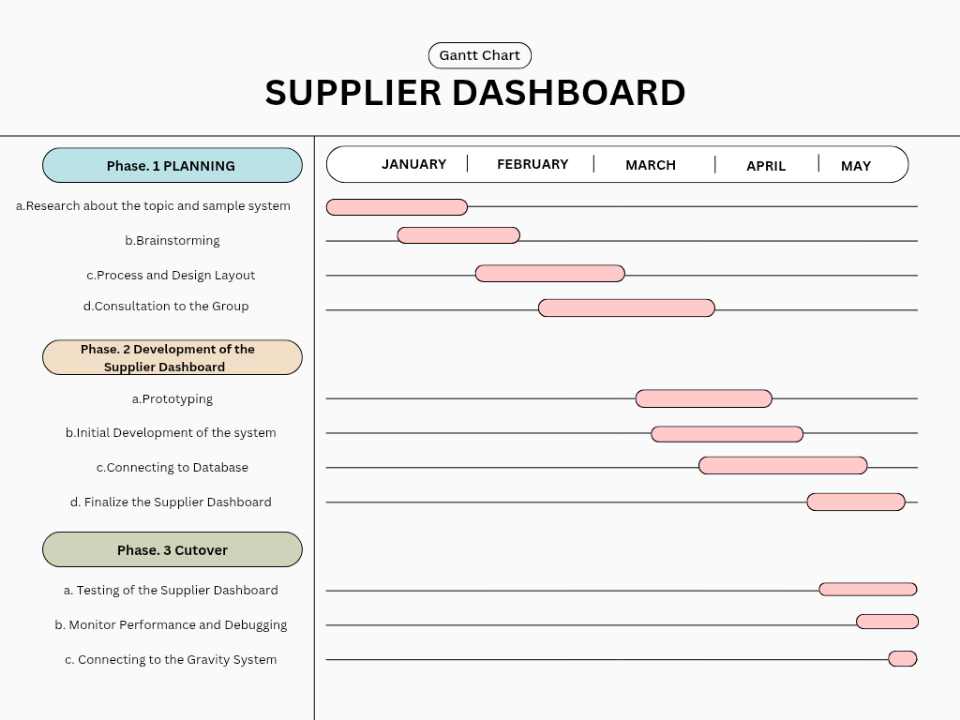 Gantt Chart
SUPPLIER DASHBOARD
Phase. 1 PLANNING
JANUARY | FEBRUARY | MARCH | APRIL | MAY
a.Research about the topic and sample system
b.Brainstorming
c.Process and Design Layout
d.Consultation to the Group
Phase. 2 Development of the
Supplier Dashboard
a.Prototyping
b.Initial Development of the system
c.Connecting to Database
d. Finalize the Supplier Dashboard
Phase. 3 Cutover
a. Testing of the Supplier Dashboard
b. Monitor Performance and Debugging
c. Connecting to the Gravity System